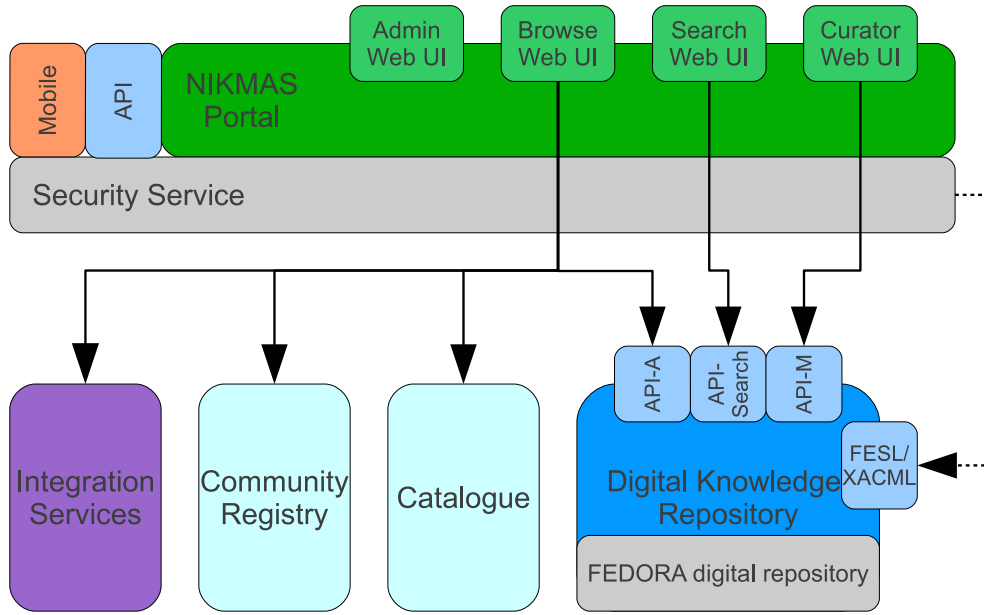 Admin
Web UI
Browse
Web UI
Search
Web UI
Curator
Web UI
Mobile
API
NIKMAS
Portal
Security Service
API-A
API-
Search
API-M
Integration
Services
Community
Registry
Catalogue
Digital Knowledge
Repository
FESL/
XACML
FEDORA digital repository